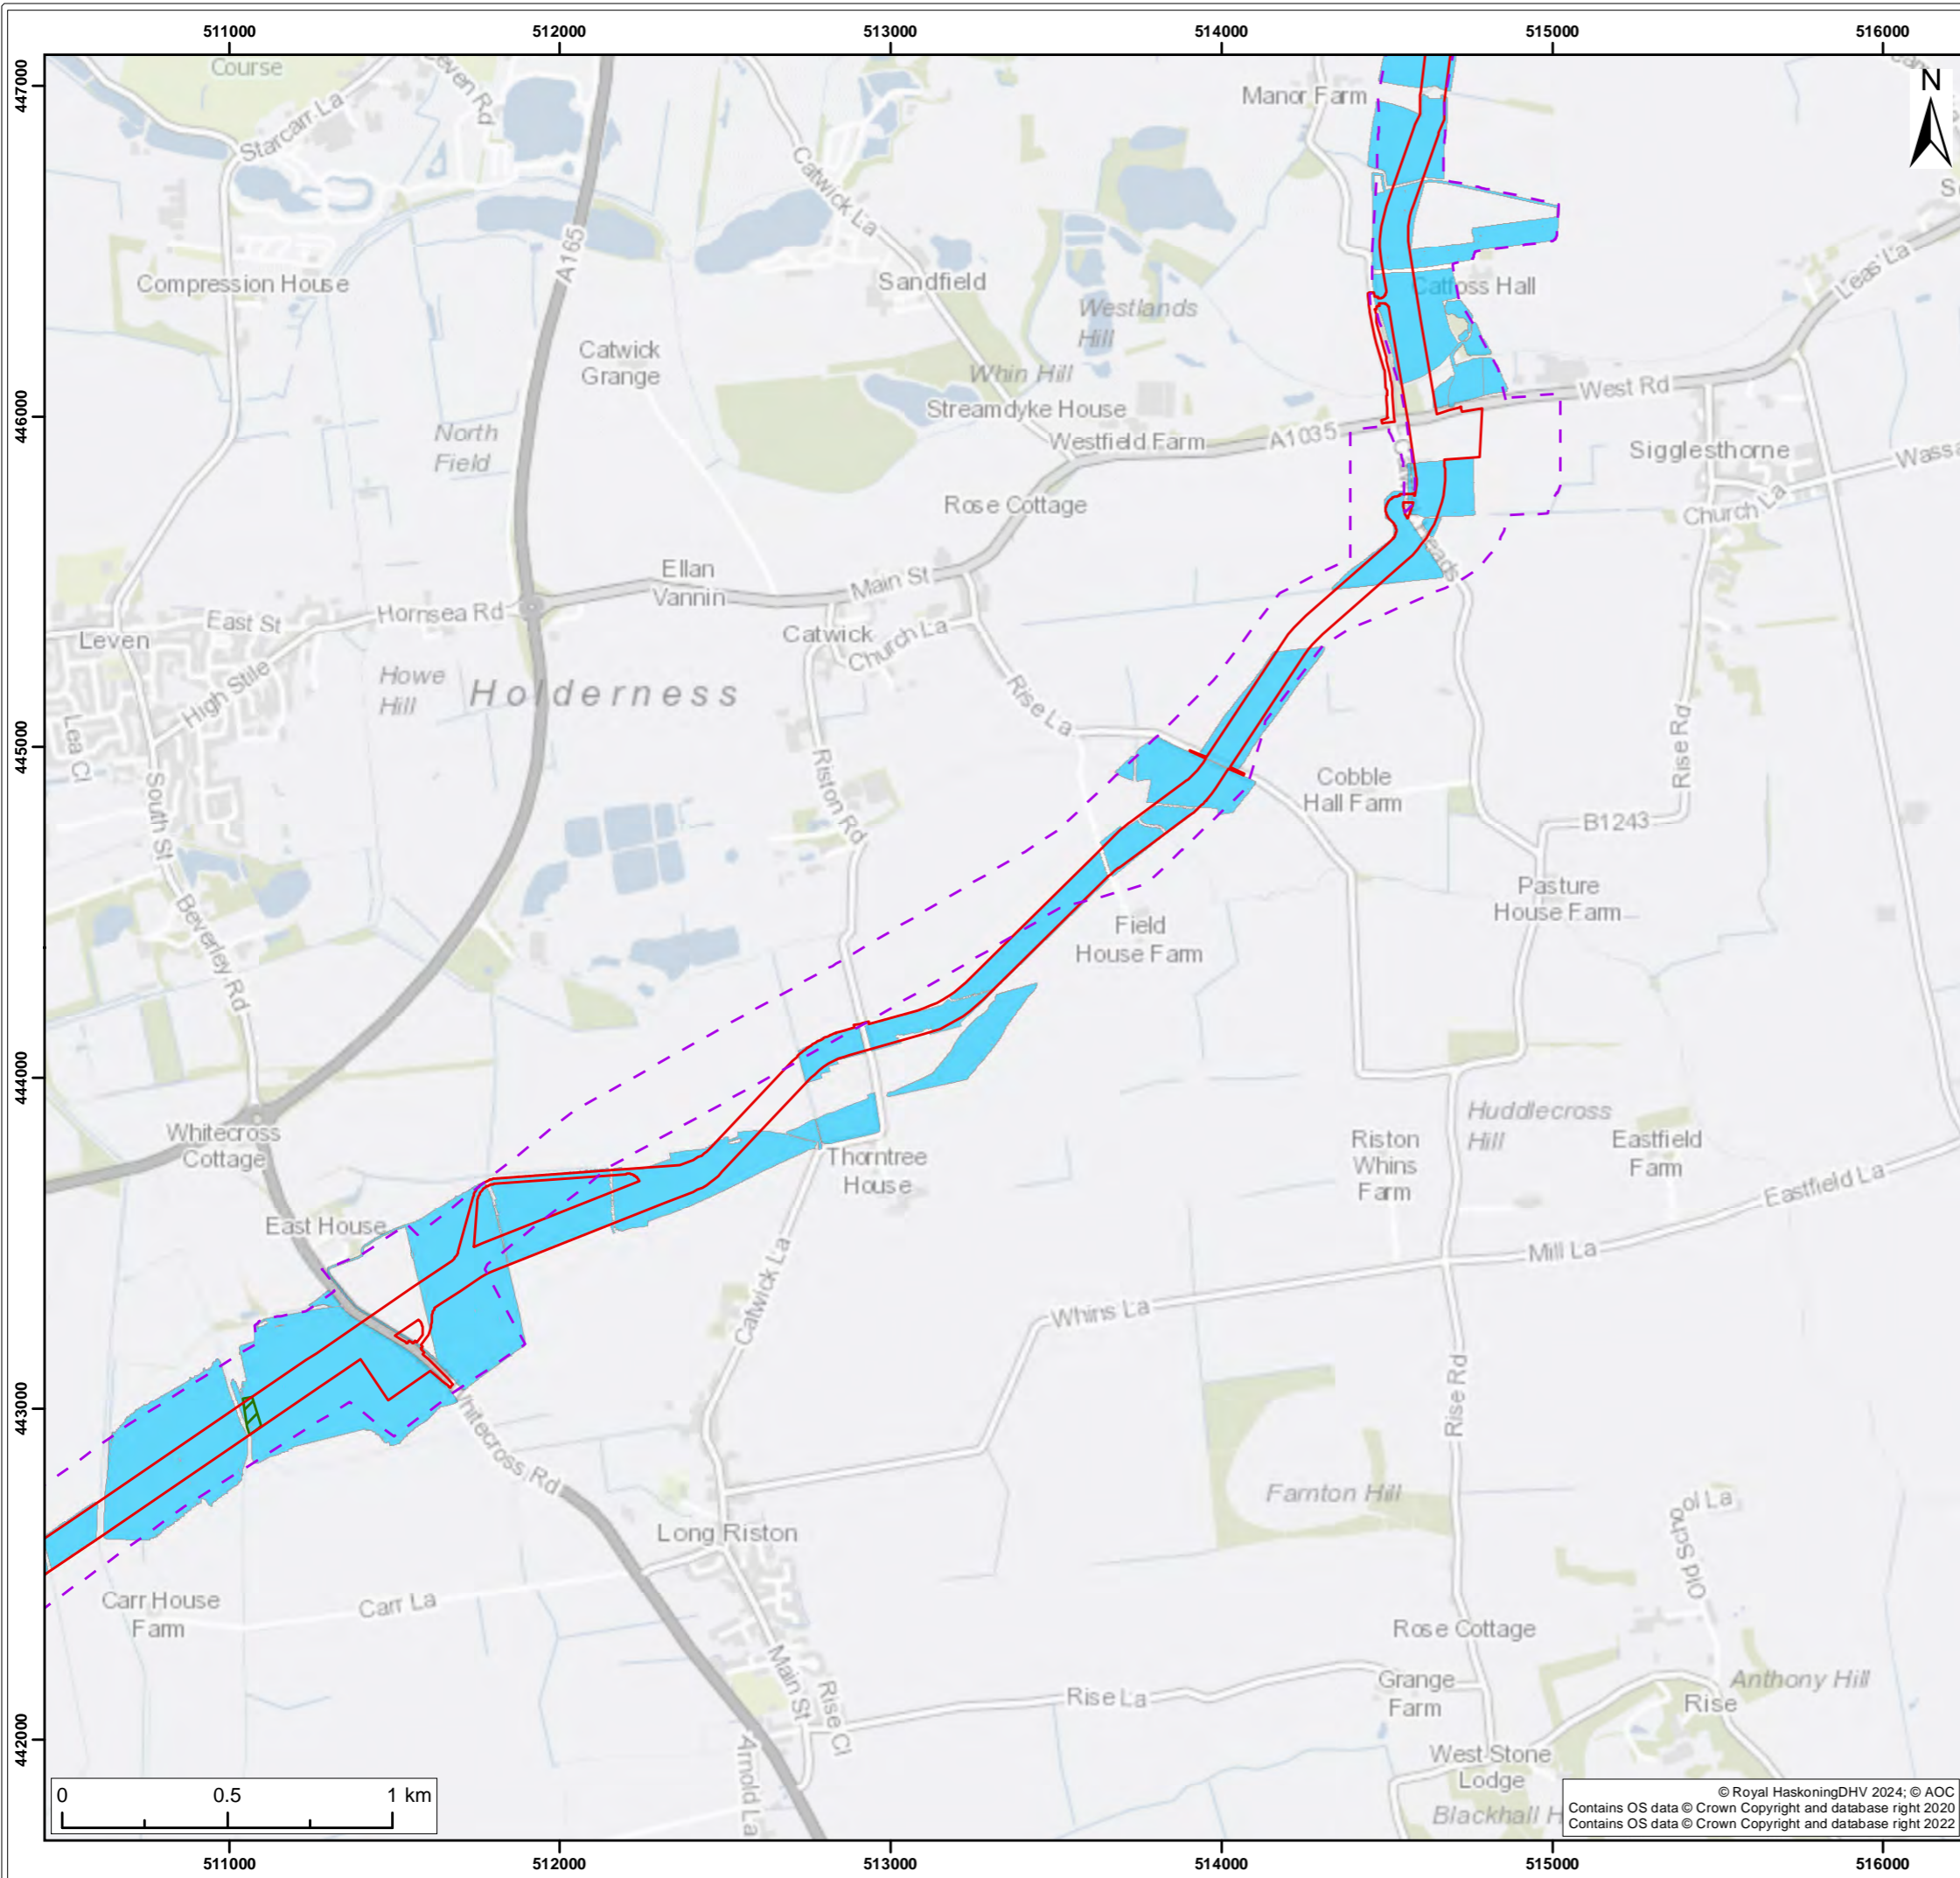 511000
512000
513000
514000
515000
516000
447000
446000
445000
444000
443000
442000
N
Course
Starcarr La
Manor Farm
Catwick La
A165
Compression House
Sandfield
Westlands
Hill
Catfoss Hall
Leas La
Catwick
Grange
Whin Hill
Streamdyke House
Westfield Farm
A1035
West Rd
North
Field
Sigglesthorne
Church La
Rose Cottage
Ellan
Vannin
Main St
Leven
East St
Hornsea Rd
Catwick
Church La
High Stile
Howe
Hill
Holderness
Lea Cl
Rise La
Riston Rd
Rise Rd
South St
Cobble
Hall Farm
B1243
Beverley Rd
Pasture
House Farm
Field
House Farm
Whitecross
Cottage
Huddlecross
Hill
Riston
Whins
Farm
Eastfield
Farm
Thorntree
House
Eastfield La
East House
Mill La
Catwick La
Whins La
Rise Rd
Whitecross Rd
Farnton Hill
Old School La
Long Riston
Carr House
Farm
Carr La
Rose Cottage
Main St
Rise Cl
Grange
Farm
Anthony Hill
Rise
Rise La
Arnold La
West Stone
Lodge
0
0.5
1 km
© Royal HaskoningDHV 2024; © AOC
Contains OS data © Crown Copyright and database right 2020
Contains OS data © Crown Copyright and database right 2022
511000
512000
513000
514000
515000
516000